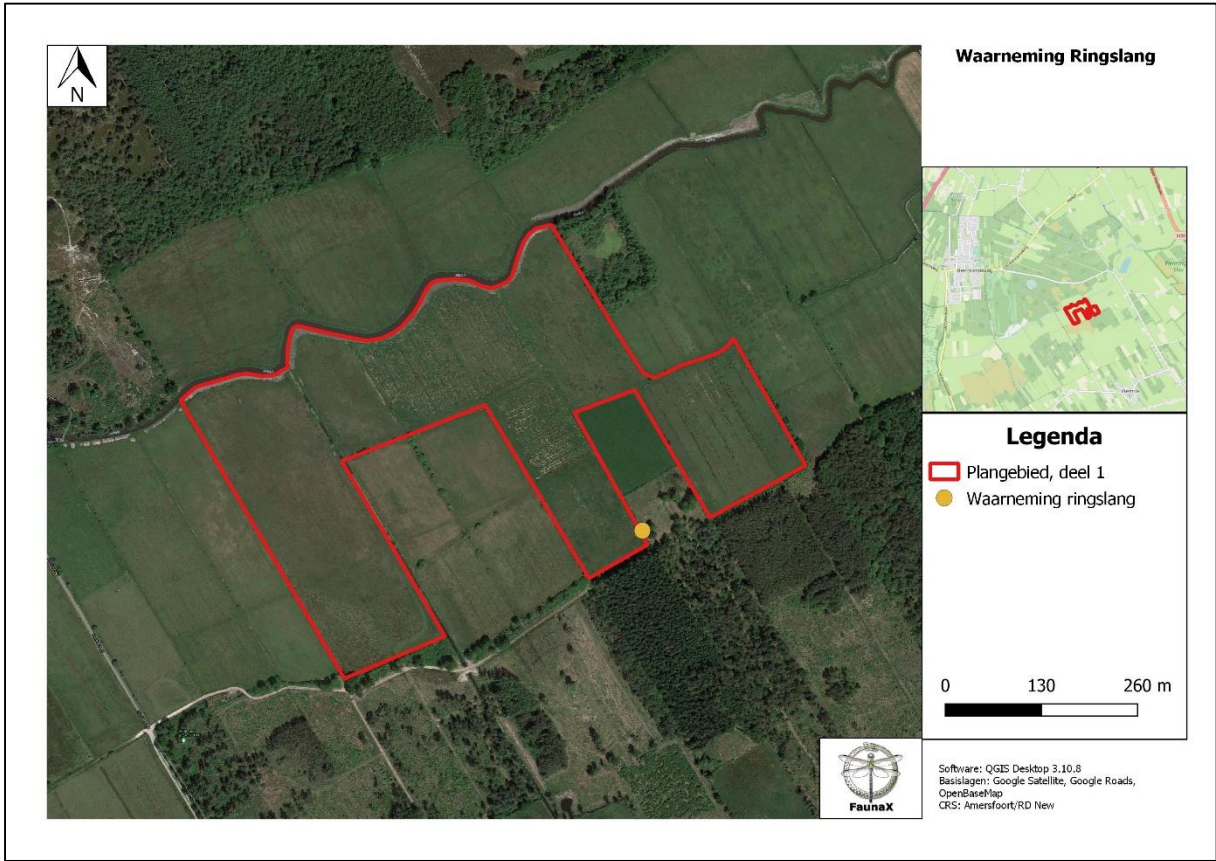 Waarneming Ringslang
N
Legenda
Plangebied, deel 1
Waarneming ringslang
0 130 260 m
FaunaX
Software: QGIS Desktop 3.10.8
Basislagen: Google Satellite, Google Roads,
OpenBaseMap
CRS: Amersfoort/RD New